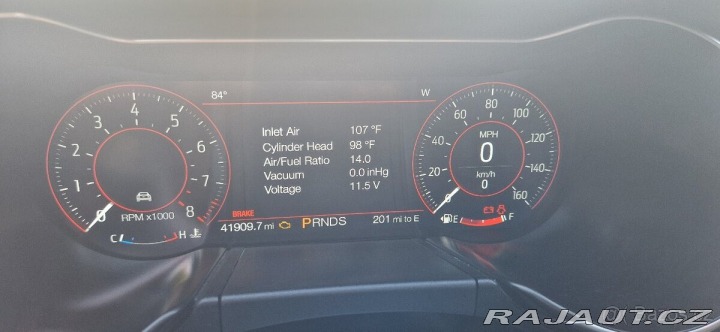 84° W
Inlet Air 107 °F
Cylinder Head 98 °F
Air/Fuel Ratio 14.0
Vacuum 0.0 inHg
Voltage 11.5 V
0 1 2 3 4 5 6 7 8
RPM x1000
C H
0 20 40 60 80 100 120 140 160
MPH
0
km/h
0
E F
BRAKE
41909.7 mi PRNDS 201 mi to E
RAJAUT.CZ